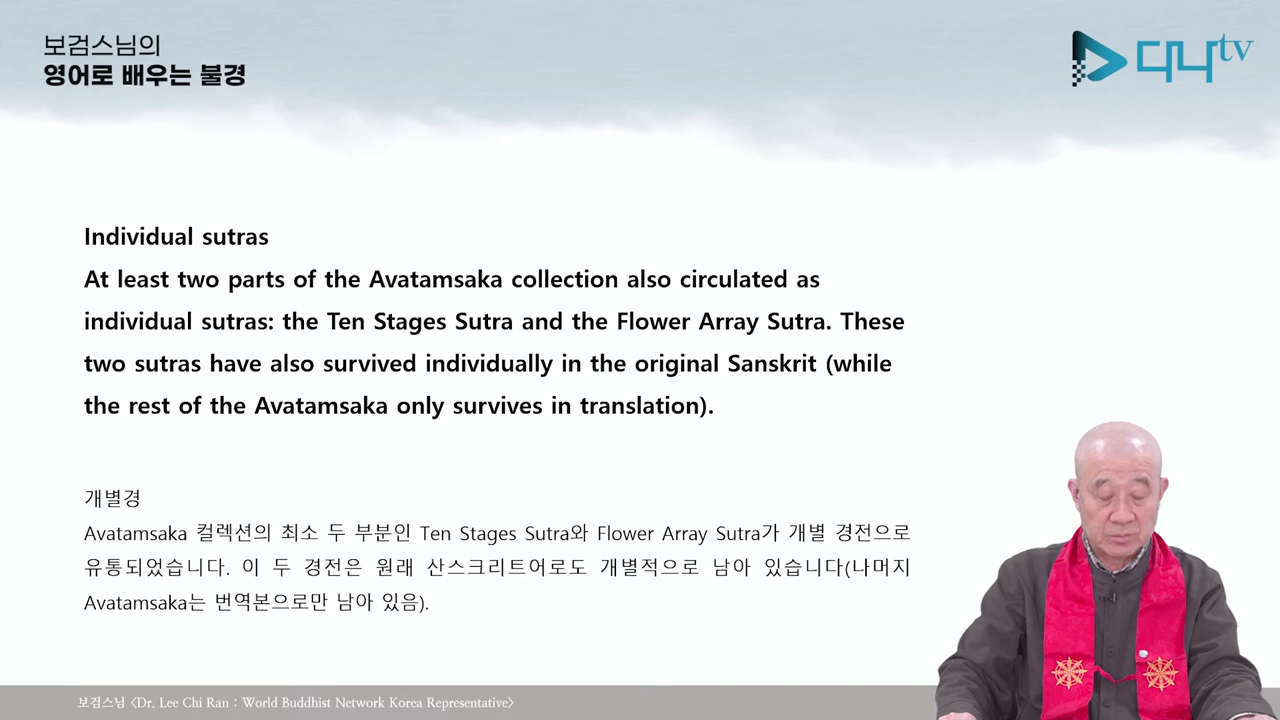 보검스님의
영어로 배우는 불경
다나tv
Individual sutras
At least two parts of the Avatamsaka collection also circulated as
individual sutras: the Ten Stages Sutra and the Flower Array Sutra. These
two sutras have also survived individually in the original Sanskrit (while
the rest of the Avatamsaka only survives in translation).
개별경
Avatamsaka 컬렉션의 최소 두 부분인 Ten Stages Sutra와 Flower Array Sutra가 개별 경전으로
유통되었습니다. 이 두 경전은 원래 산스크리트어로도 개별적으로 남아 있습니다(나머지
Avatamsaka는 번역본으로만 남아 있음).
보검스님 <Dr. Lee Chi Ran : World Buddhist Network Korea Representative>